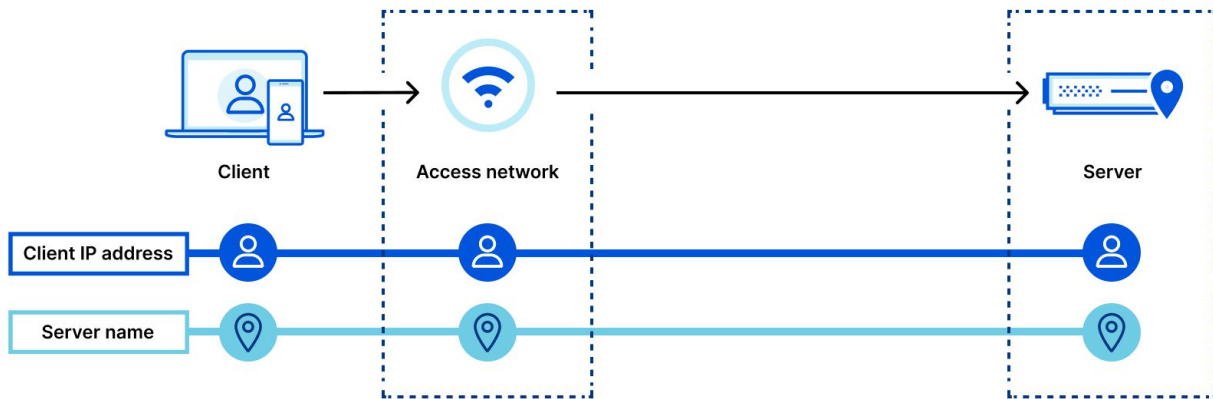 Client
Access network
Server
Client IP address
Server name